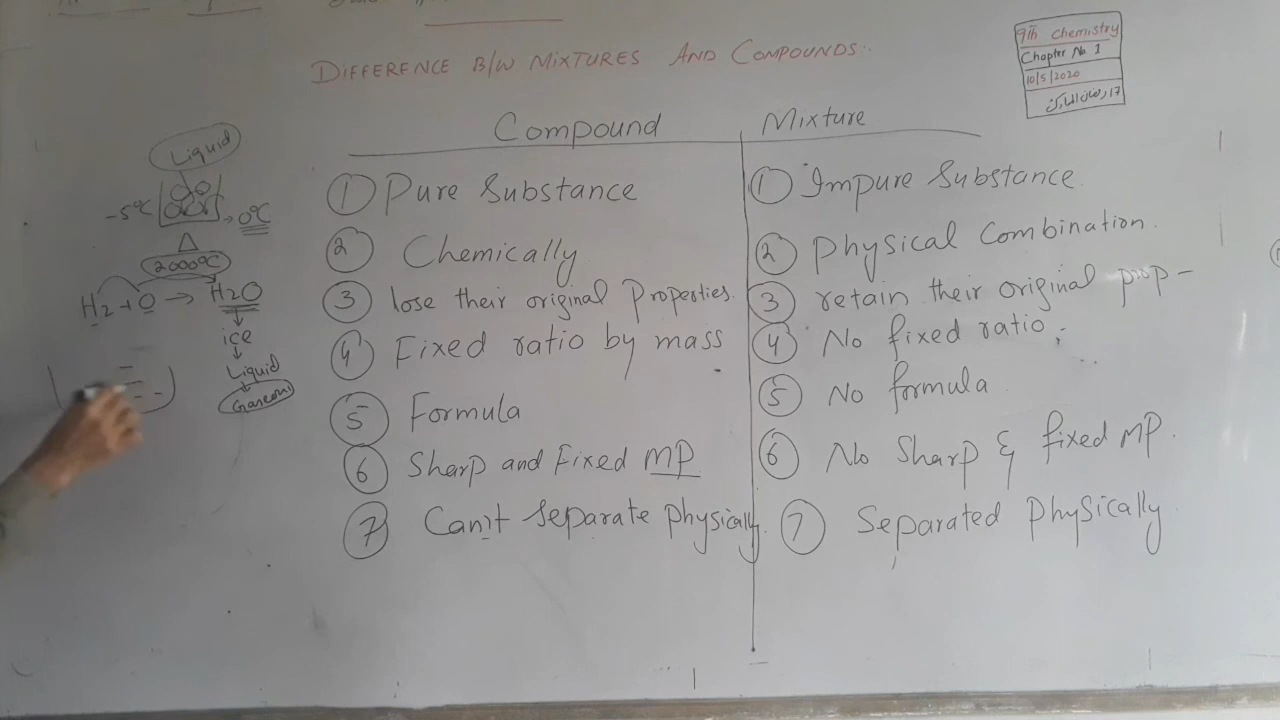 DIFFERENCE B/W MIXTURES AND COMPOUNDS:
9th Chemistry
Chapter No 1
10/5/2020
17 رمضان المبارک
Compound
Mixture
① Pure Substance
① Impure Substance.
② Chemically
② Physical Combination.
③ lose their original Properties.
③ retain their original prop-
④ Fixed ratio by mass
④ No fixed ratio.
⑤ Formula
⑤ No formula
⑥ Sharp and Fixed MP
⑥ No Sharp & fixed MP.
⑦ Can't Separate physically.
⑦ Separated Physically
Liquid
-5°C
0°C
Δ
2000°C
H2 + O → H2O
ice
Liquid